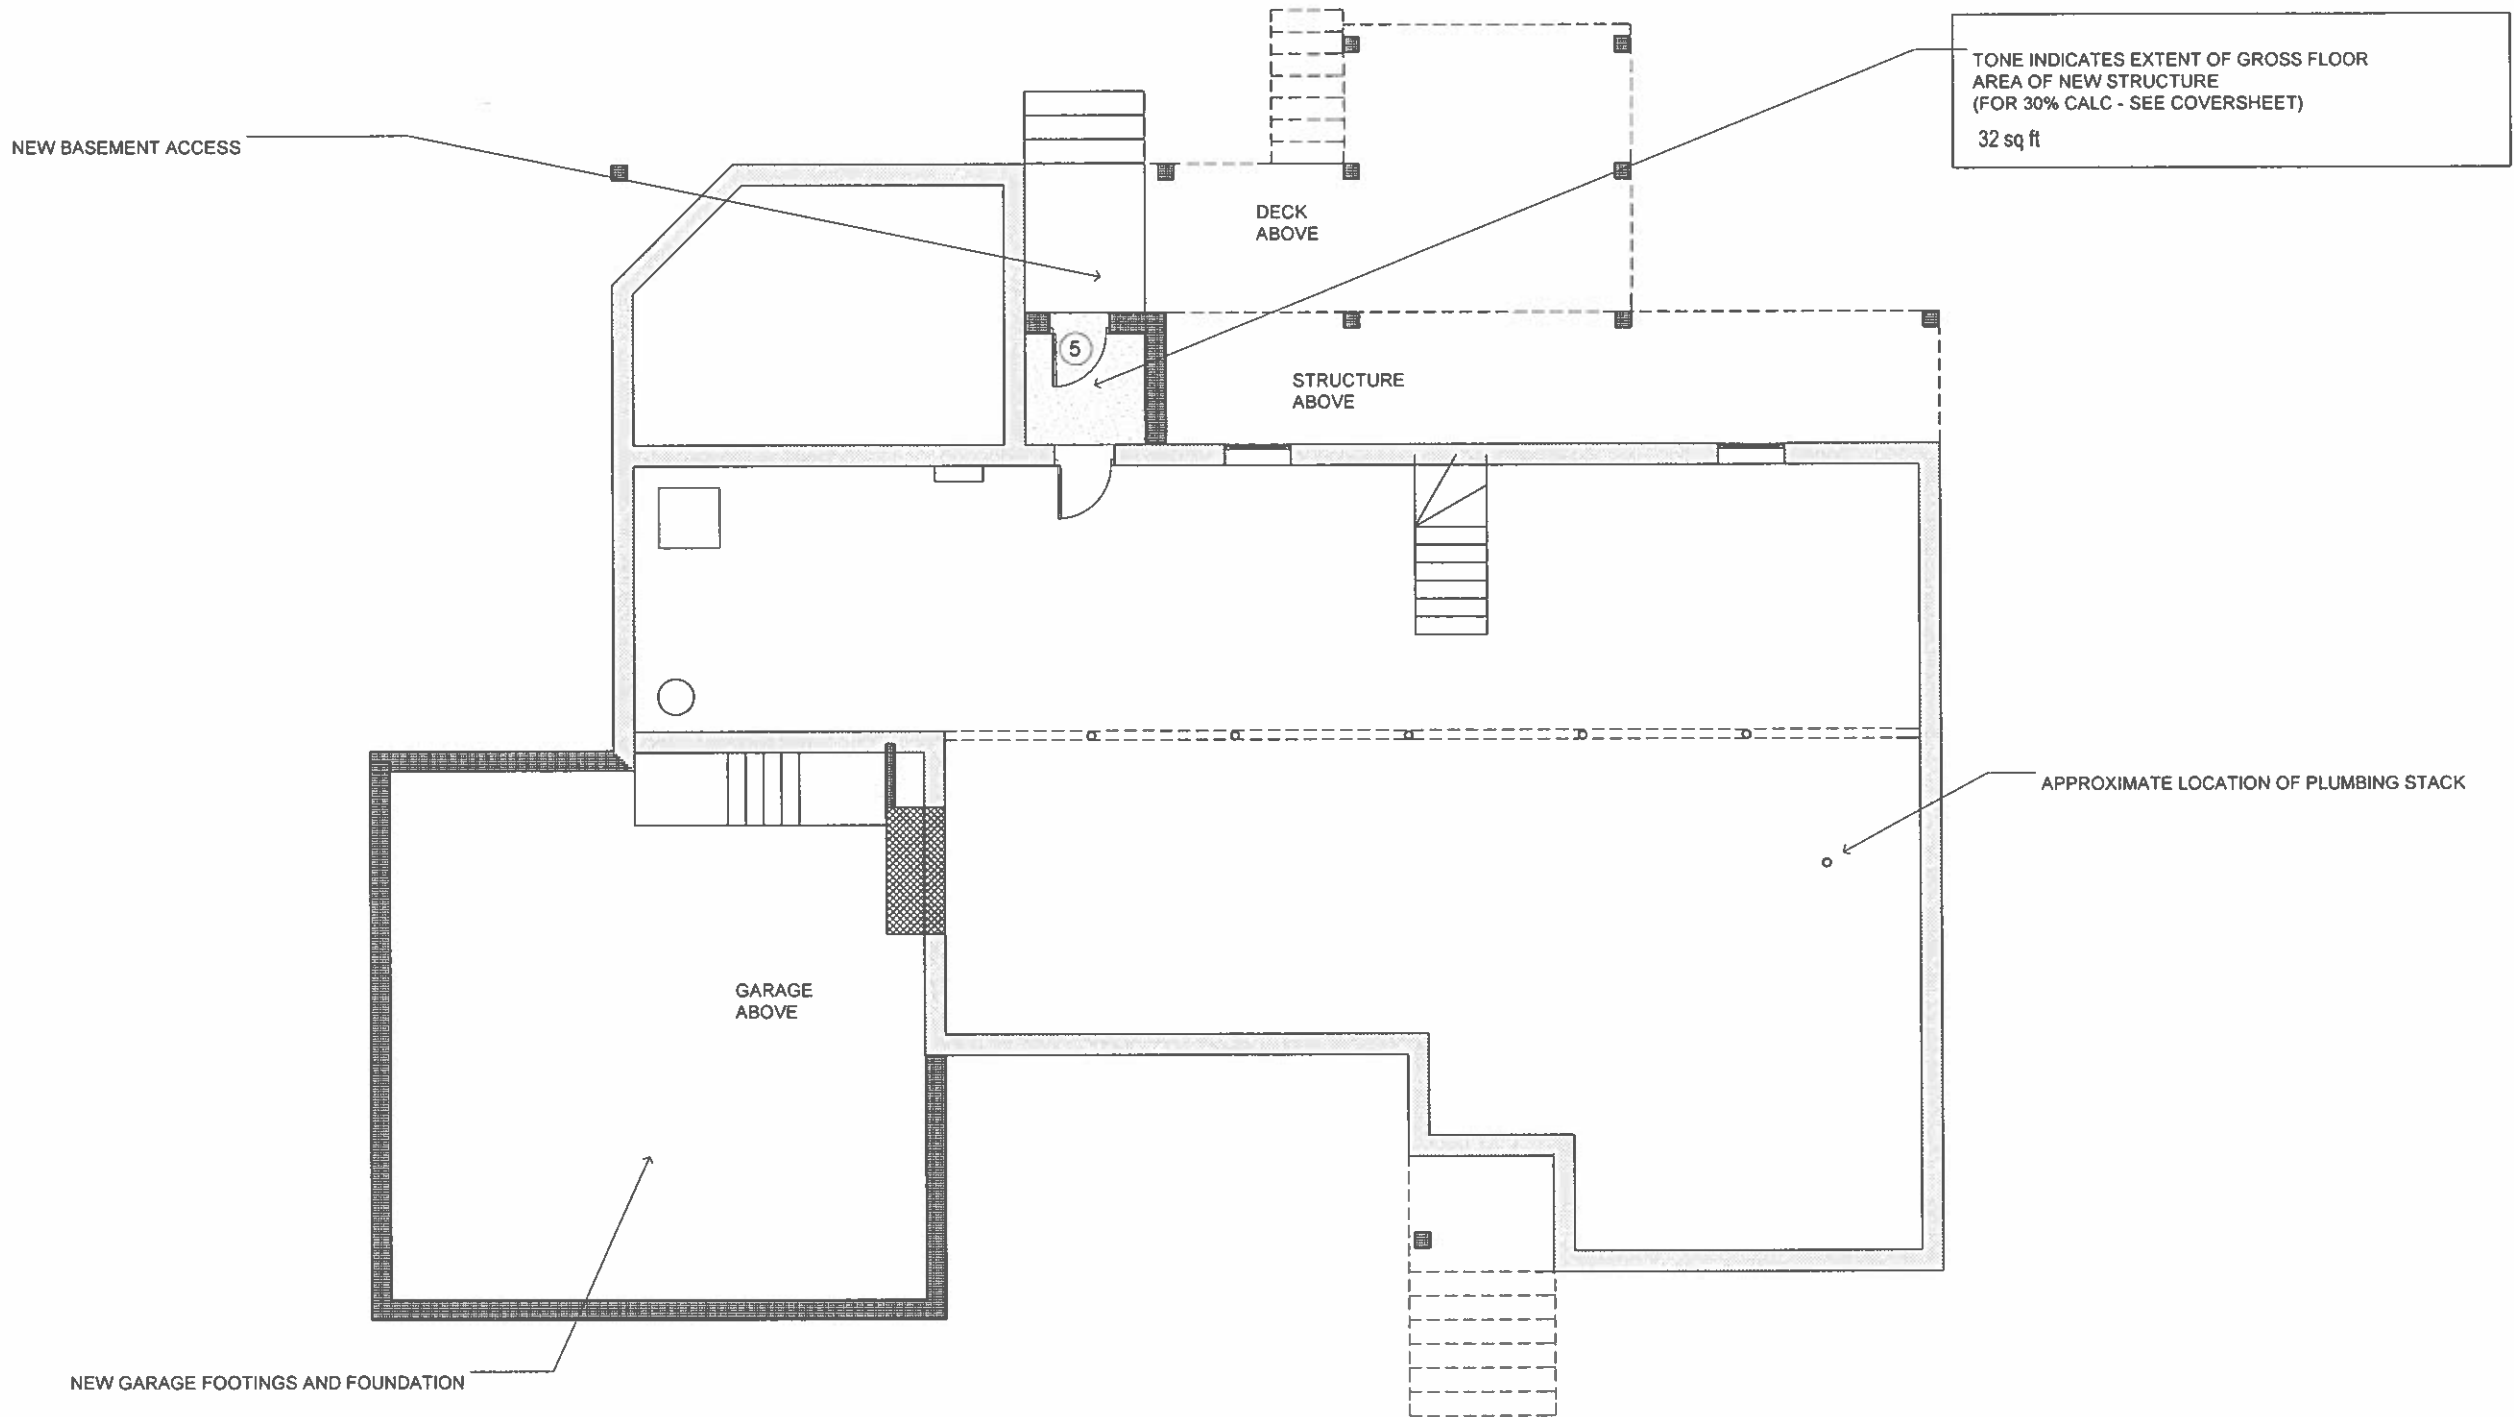 TONE INDICATES EXTENT OF GROSS FLOOR
AREA OF NEW STRUCTURE
(FOR 30% CALC - SEE COVERSHEET)
32 sq ft
NEW BASEMENT ACCESS
DECK
ABOVE
5
STRUCTURE
ABOVE
APPROXIMATE LOCATION OF PLUMBING STACK
GARAGE
ABOVE
NEW GARAGE FOOTINGS AND FOUNDATION